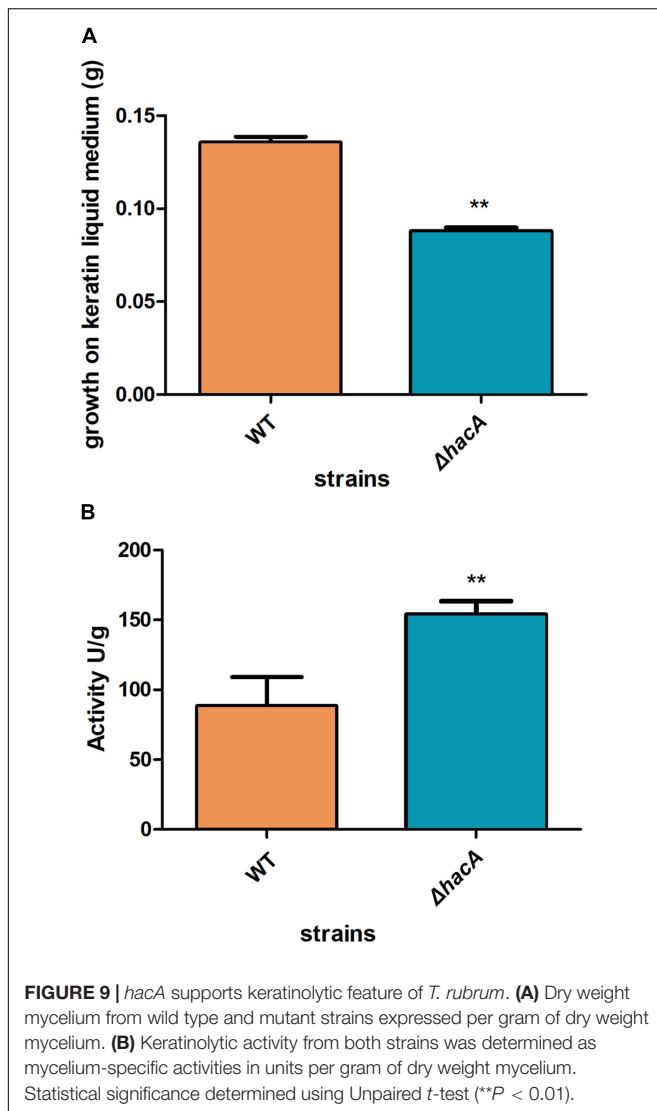 A
growth on keratin liquid medium (g)
0.15
0.10
0.05
0.00
**
WT
ΔhacA
strains
B
Activity U/g
200
150
100
50
0
**
WT
ΔhacA
strains
FIGURE 9 | hacA supports keratinolytic feature of T. rubrum. (A) Dry weight
mycelium from wild type and mutant strains expressed per gram of dry weight
mycelium. (B) Keratinolytic activity from both strains was determined as
mycelium-specific activities in units per gram of dry weight mycelium.
Statistical significance determined using Unpaired t-test (**P < 0.01).